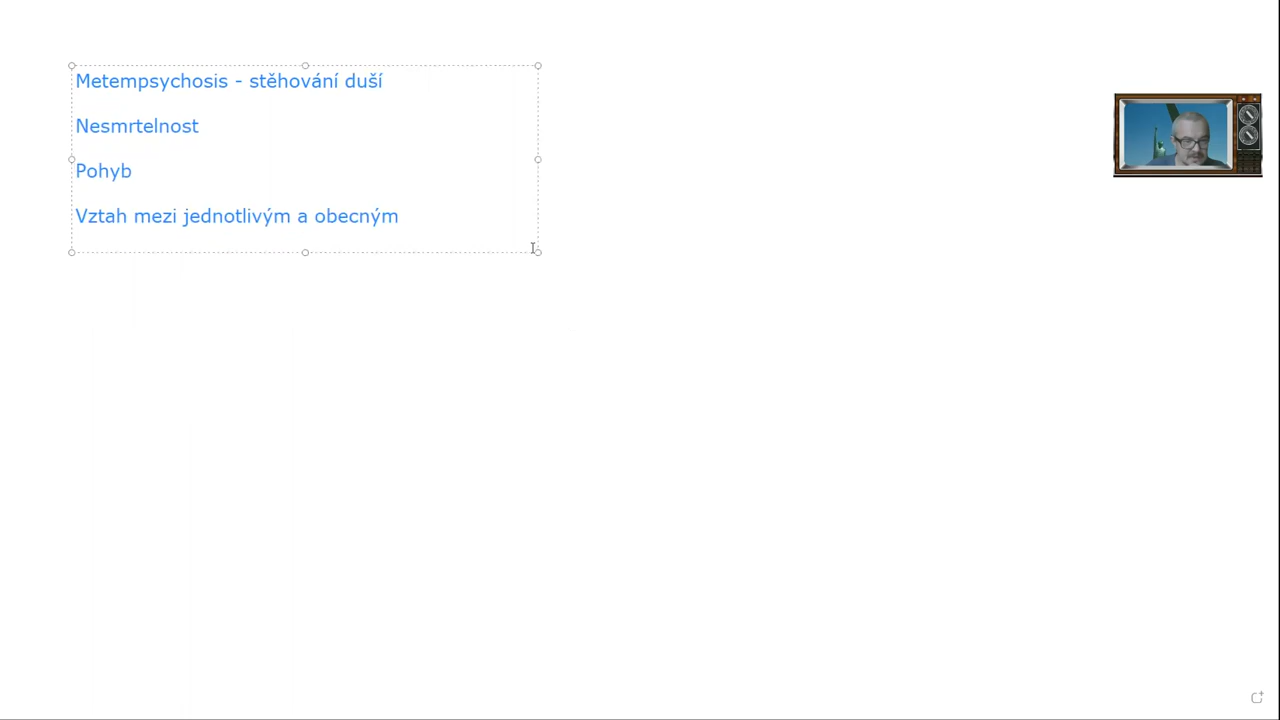 Metempsychosis - stěhování duší
Nesmrtelnost
Pohyb
Vztah mezi jednotlivým a obecným